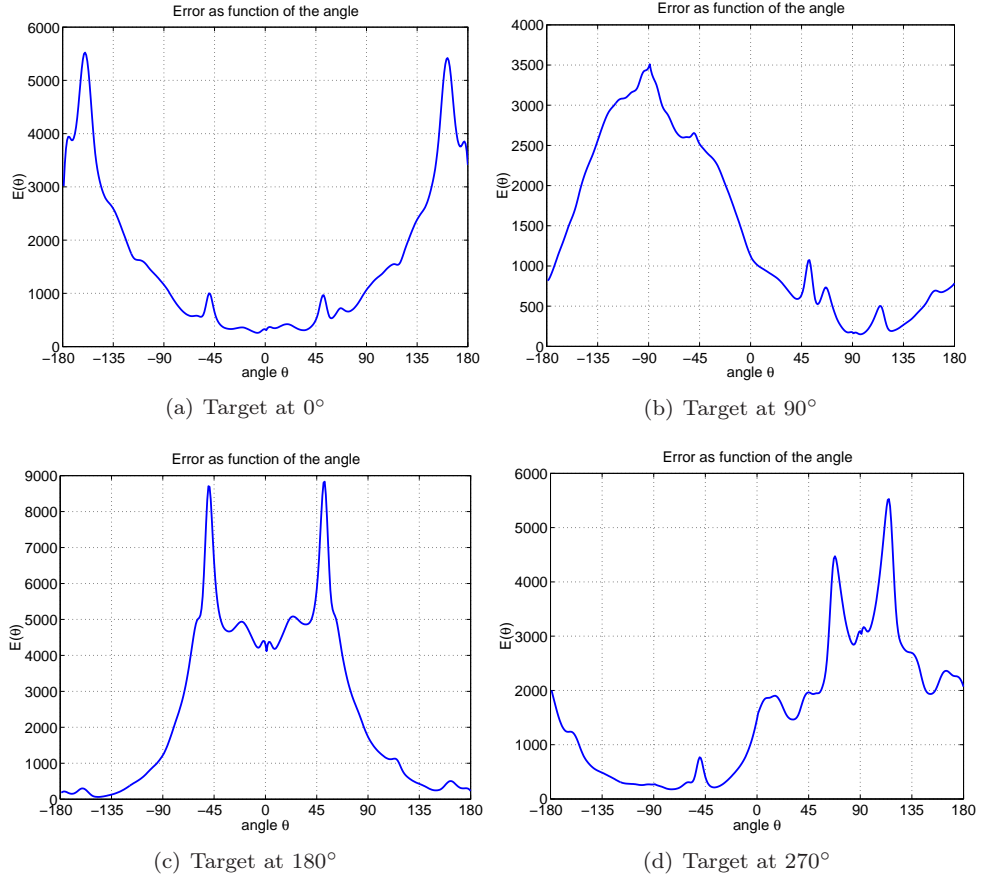 Error as function of the angle
6000
5000
4000
3000
2000
1000
0
E(θ)
−180 −135 −90 −45 0 45 90 135 180
angle θ
(a) Target at 0°
Error as function of the angle
4000
3500
3000
2500
2000
1500
1000
500
0
E(θ)
−180 −135 −90 −45 0 45 90 135 180
angle θ
(b) Target at 90°
Error as function of the angle
9000
8000
7000
6000
5000
4000
3000
2000
1000
0
E(θ)
−180 −135 −90 −45 0 45 90 135 180
angle θ
(c) Target at 180°
Error as function of the angle
6000
5000
4000
3000
2000
1000
0
E(θ)
−180 −135 −90 −45 0 45 90 135 180
angle θ
(d) Target at 270°